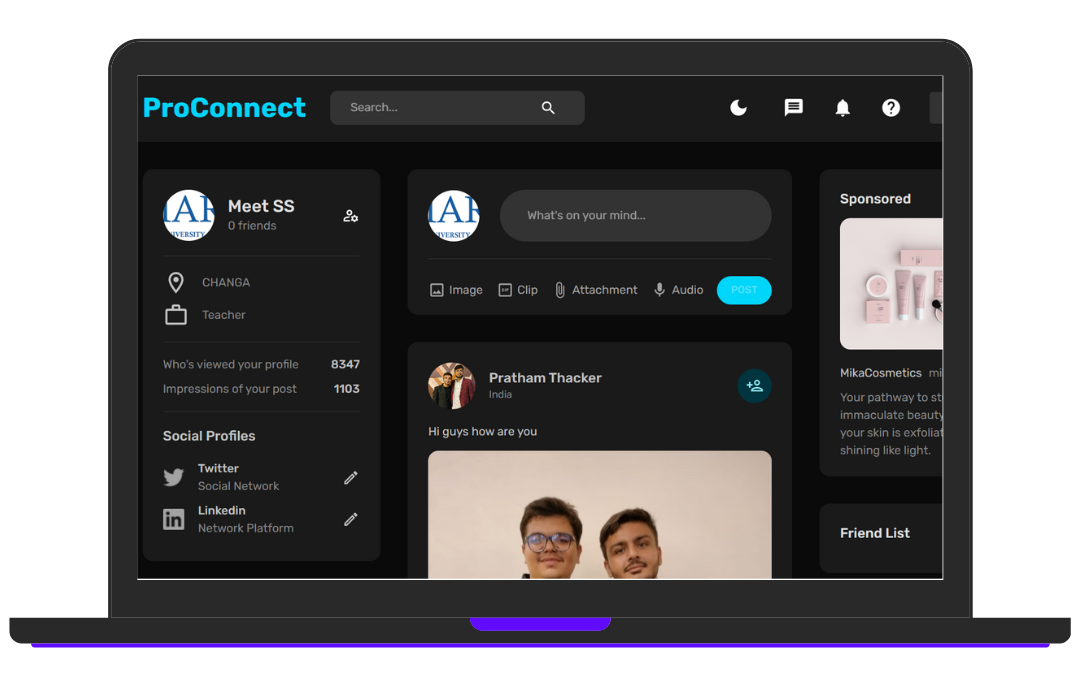 ProConnect
Search...
Meet SS
0 friends
CHANGA
Teacher
Who's viewed your profile 8347
Impressions of your post 1103
Social Profiles
Twitter
Social Network
Linkedin
Network Platform
What's on your mind...
Image Clip Attachment Audio POST
Pratham Thacker
India
Hi guys how are you
Sponsored
MikaCosmetics mi
Your pathway to st
immaculate beauty
your skin is exfoliat
shining like light.
Friend List